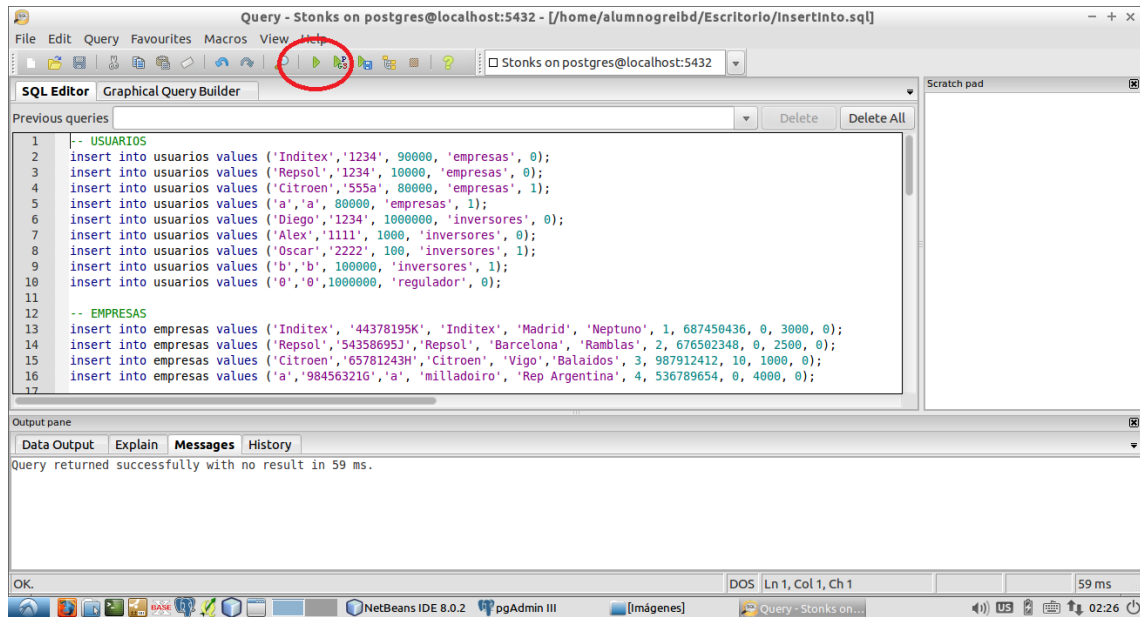 Query - Stonks on postgres@localhost:5432 - [/home/alumnogreibd/Escritorio/InsertInto.sql]
File Edit Query Favourites Macros View Help
Stonks on postgres@localhost:5432
SQL Editor Graphical Query Builder
Scratch pad
Previous queries Delete Delete All
1 -- USUARIOS
2 insert into usuarios values ('Inditex','1234', 90000, 'empresas', 0);
3 insert into usuarios values ('Repsol','1234', 10000, 'empresas', 0);
4 insert into usuarios values ('Citroen','555a', 80000, 'empresas', 1);
5 insert into usuarios values ('a','a', 80000, 'empresas', 1);
6 insert into usuarios values ('Diego','1234', 1000000, 'inversores', 0);
7 insert into usuarios values ('Alex','1111', 1000, 'inversores', 0);
8 insert into usuarios values ('Oscar','2222', 100, 'inversores', 1);
9 insert into usuarios values ('b','b', 100000, 'inversores', 1);
10 insert into usuarios values ('0','0',1000000, 'regulador', 0);
11
12 -- EMPRESAS
13 insert into empresas values ('Inditex', '44378195K', 'Inditex', 'Madrid', 'Neptuno', 1, 687450436, 0, 3000, 0);
14 insert into empresas values ('Repsol','54358695J','Repsol', 'Barcelona', 'Ramblas', 2, 676502348, 0, 2500, 0);
15 insert into empresas values ('Citroen','65781243H','Citroen', 'Vigo','Balaidos', 3, 987912412, 10, 1000, 0);
16 insert into empresas values ('a','98456321G','a', 'milladoiro', 'Rep Argentina', 4, 536789654, 0, 4000, 0);
17
Output pane
Data Output Explain Messages History
Query returned successfully with no result in 59 ms.
OK. DOS Ln 1, Col 1, Ch 1 59 ms
BASE NetBeans IDE 8.0.2 pgAdmin III [Imágenes] Query - Stonks on... US 02:26